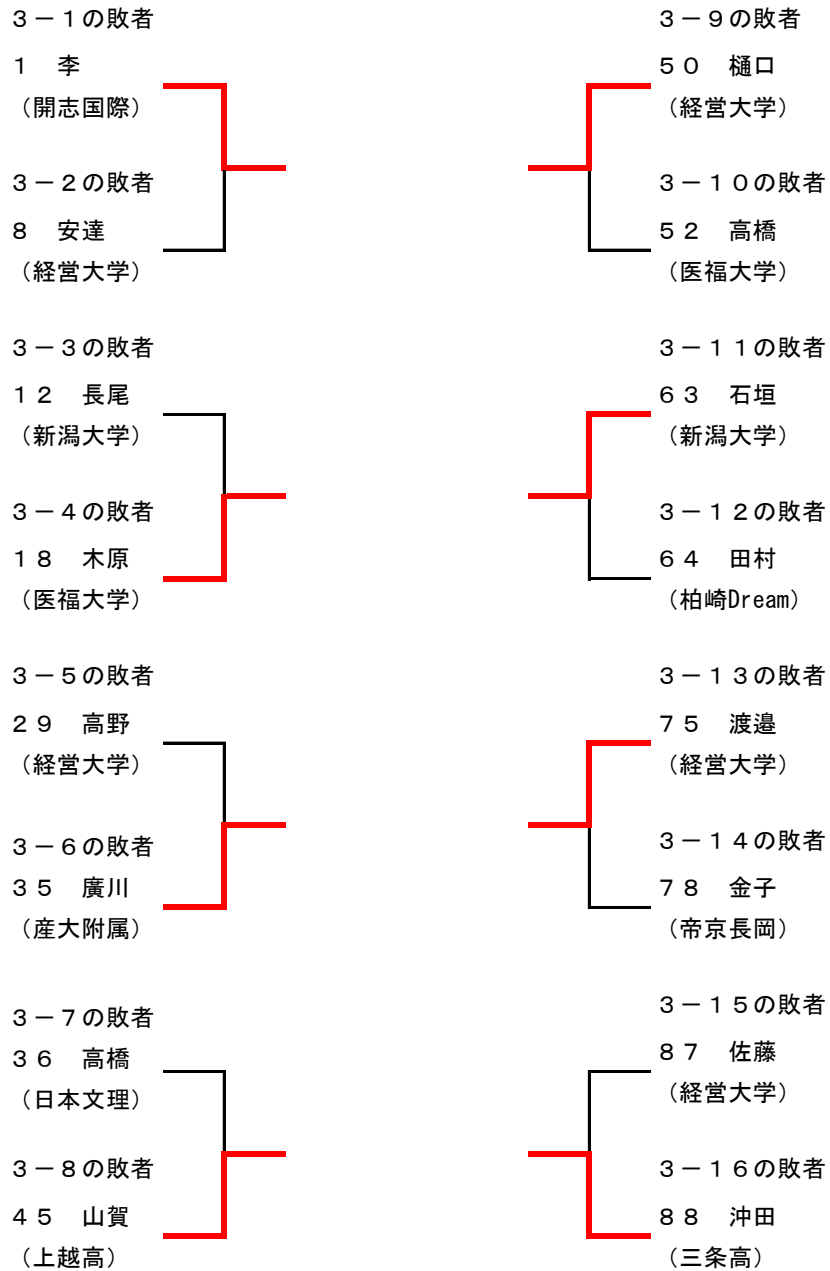 3－1の敗者
1　李
（開志国際）
3－2の敗者
8　安達
（経営大学）
3－3の敗者
12　長尾
（新潟大学）
3－4の敗者
18　木原
（医福大学）
3－5の敗者
29　高野
（経営大学）
3－6の敗者
35　廣川
（産大附属）
3－7の敗者
36　高橋
（日本文理）
3－8の敗者
45　山賀
（上越高）
3－9の敗者
50　樋口
（経営大学）
3－10の敗者
52　高橋
（医福大学）
3－11の敗者
63　石垣
（新潟大学）
3－12の敗者
64　田村
（柏崎Dream）
3－13の敗者
75　渡邉
（経営大学）
3－14の敗者
78　金子
（帝京長岡）
3－15の敗者
87　佐藤
（経営大学）
3－16の敗者
88　沖田
（三条高）